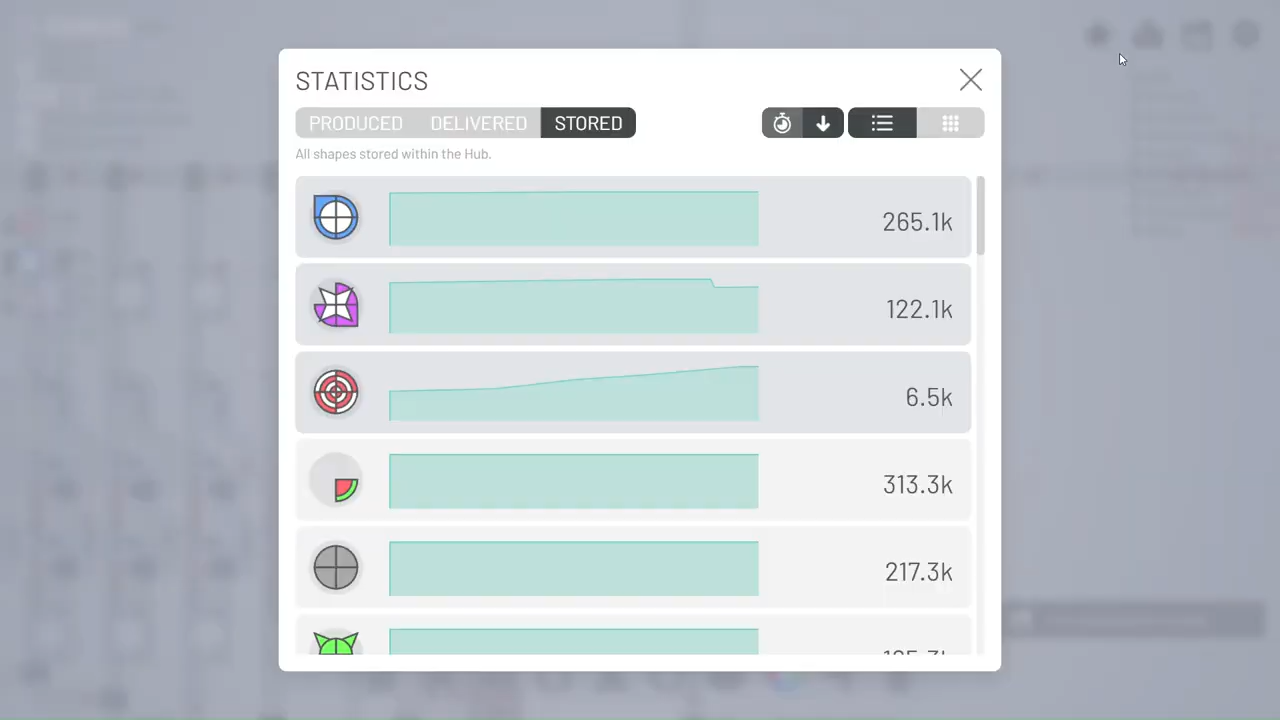 STATISTICS
PRODUCED DELIVERED STORED
All shapes stored within the Hub.
265.1k
122.1k
6.5k
313.3k
217.3k